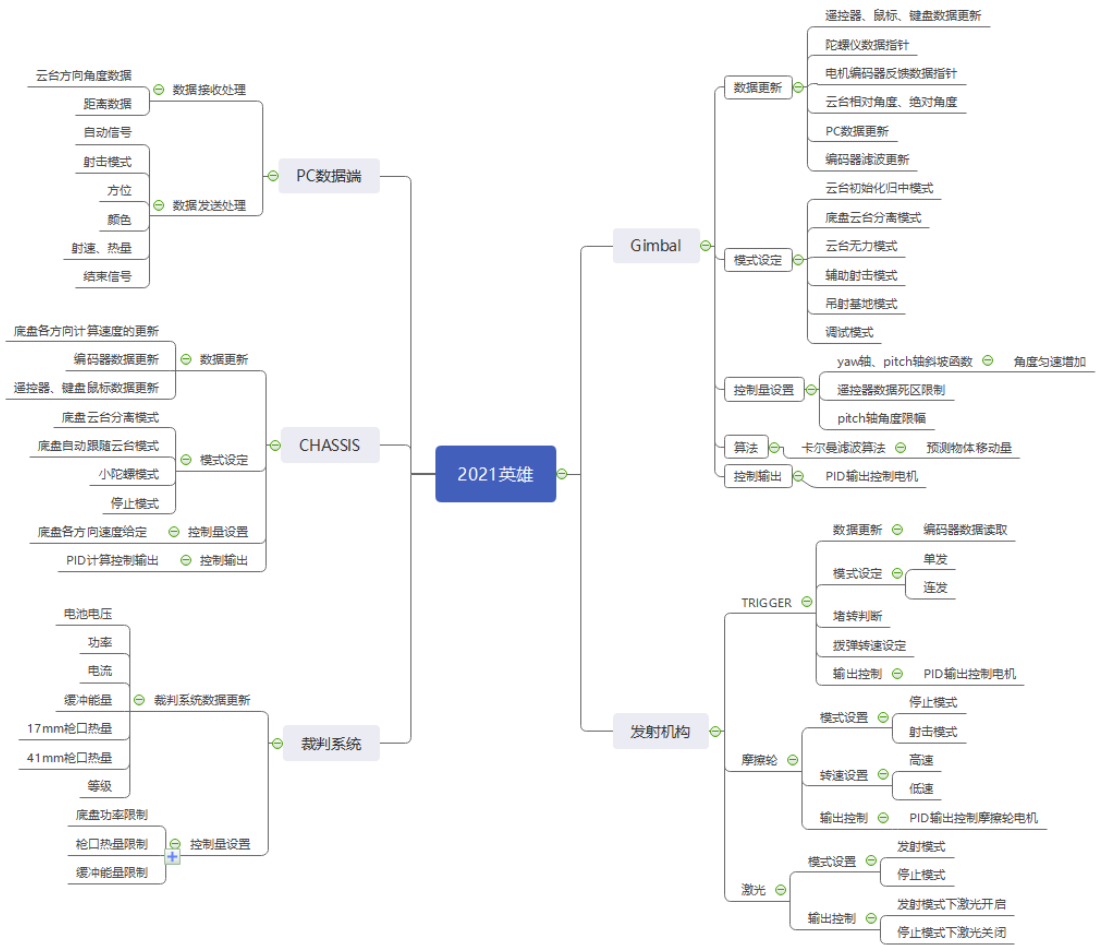 2021英雄
PC数据端
数据接收处理
云台方向角度数据
距离数据
数据发送处理
自动信号
射击模式
方位
颜色
射速、热量
结束信号
CHASSIS
数据更新
底盘各方向计算速度的更新
编码器数据更新
遥控器、键盘鼠标数据更新
模式设定
底盘云台分离模式
底盘自动跟随云台模式
小陀螺模式
停止模式
控制量设置
底盘各方向速度给定
控制输出
PID计算控制输出
裁判系统
裁判系统数据更新
电池电压
功率
电流
缓冲能量
17mm枪口热量
41mm枪口热量
等级
控制量设置
底盘功率限制
枪口热量限制
缓冲能量限制
Gimbal
数据更新
遥控器、鼠标、键盘数据更新
陀螺仪数据指针
电机编码器反馈数据指针
云台相对角度、绝对角度
PC数据更新
编码器滤波更新
模式设定
云台初始化归中模式
底盘云台分离模式
云台无力模式
辅助射击模式
吊射基地模式
调试模式
控制量设置
yaw轴、pitch轴斜坡函数
角度匀速增加
遥控器数据死区限制
pitch轴角度限幅
算法
卡尔曼滤波算法
预测物体移动量
控制输出
PID输出控制电机
发射机构
TRIGGER
数据更新
编码器数据读取
模式设定
单发
连发
堵转判断
拨弹转速设定
输出控制
PID输出控制电机
摩擦轮
模式设置
停止模式
射击模式
转速设置
高速
低速
输出控制
PID输出控制摩擦轮电机
激光
模式设置
发射模式
停止模式
输出控制
发射模式下激光开启
停止模式下激光关闭